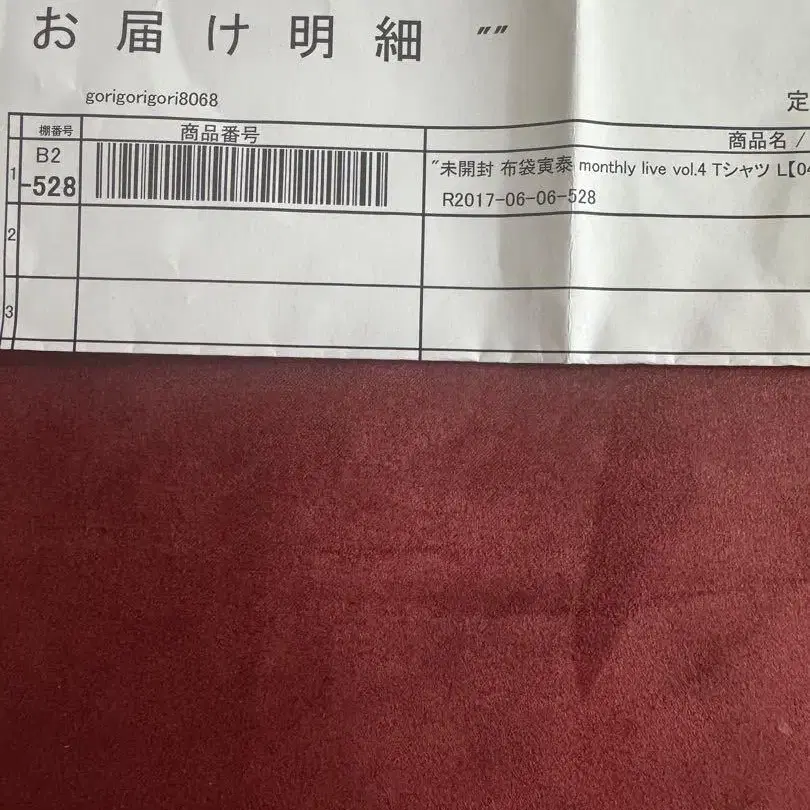 お届け明細 “”
gorigorigori8068
定
棚番号 商品番号 商品名 /
1 B2 -528 "未開封 布袋寅泰 monthly live vol.4 Tシャツ L【04
R2017-06-06-528
2
3